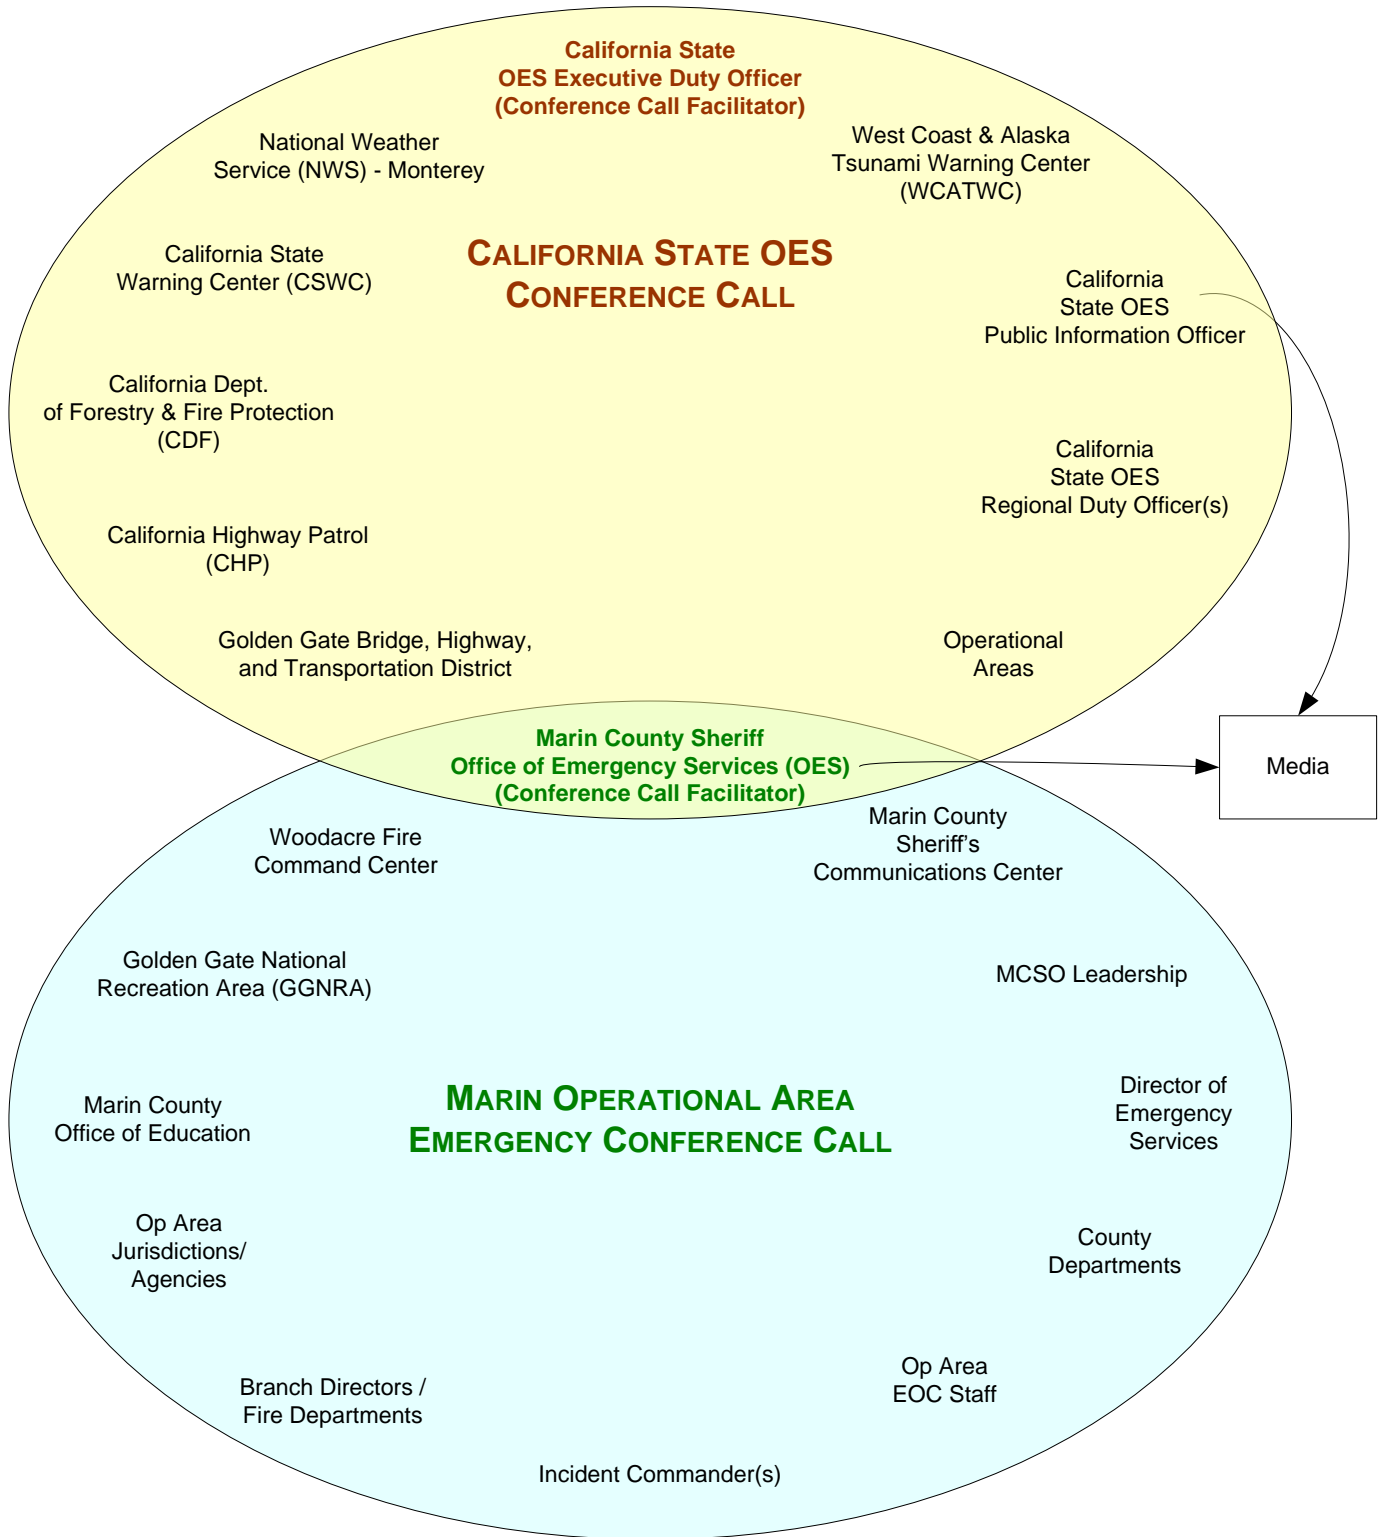 California State
OES Executive Duty Officer
(Conference Call Facilitator)
National Weather
Service (NWS) - Monterey
West Coast & Alaska
Tsunami Warning Center
(WCATWC)
CALIFORNIA STATE OES
CONFERENCE CALL
California State
Warning Center (CSWC)
California
State OES
Public Information Officer
California Dept.
of Forestry & Fire Protection
(CDF)
California
State OES
Regional Duty Officer(s)
California Highway Patrol
(CHP)
Golden Gate Bridge, Highway,
and Transportation District
Operational
Areas
Marin County Sheriff
Office of Emergency Services (OES)
(Conference Call Facilitator)
Media
Woodacre Fire
Command Center
Marin County
Sheriff's
Communications Center
Golden Gate National
Recreation Area (GGNRA)
MCSO Leadership
MARIN OPERATIONAL AREA
EMERGENCY CONFERENCE CALL
Marin County
Office of Education
Director of
Emergency
Services
Op Area
Jurisdictions/
Agencies
County
Departments
Branch Directors /
Fire Departments
Op Area
EOC Staff
Incident Commander(s)